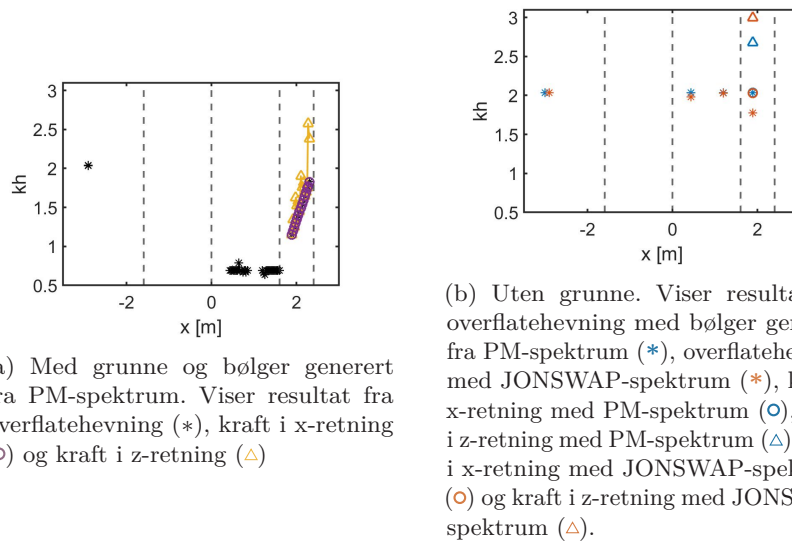 3
2.5
2
1.5
1
0.5
kh
-2
0
2
x [m]
a) Med grunne og bølger generert
ra PM-spektrum. Viser resultat fra
verflatehevning (∗), kraft i x-retning
) og kraft i z-retning (△)
3
2.5
2
1.5
1
0.5
kh
-2
0
2
x [m]
(b) Uten grunne. Viser resulta
overflatehevning med bølger gen
fra PM-spektrum (∗), overflatehe
med JONSWAP-spektrum (∗),
x-retning med PM-spektrum (o)
i z-retning med PM-spektrum (△)
i x-retning med JONSWAP-spek
(o) og kraft i z-retning med JONS
spektrum (△).